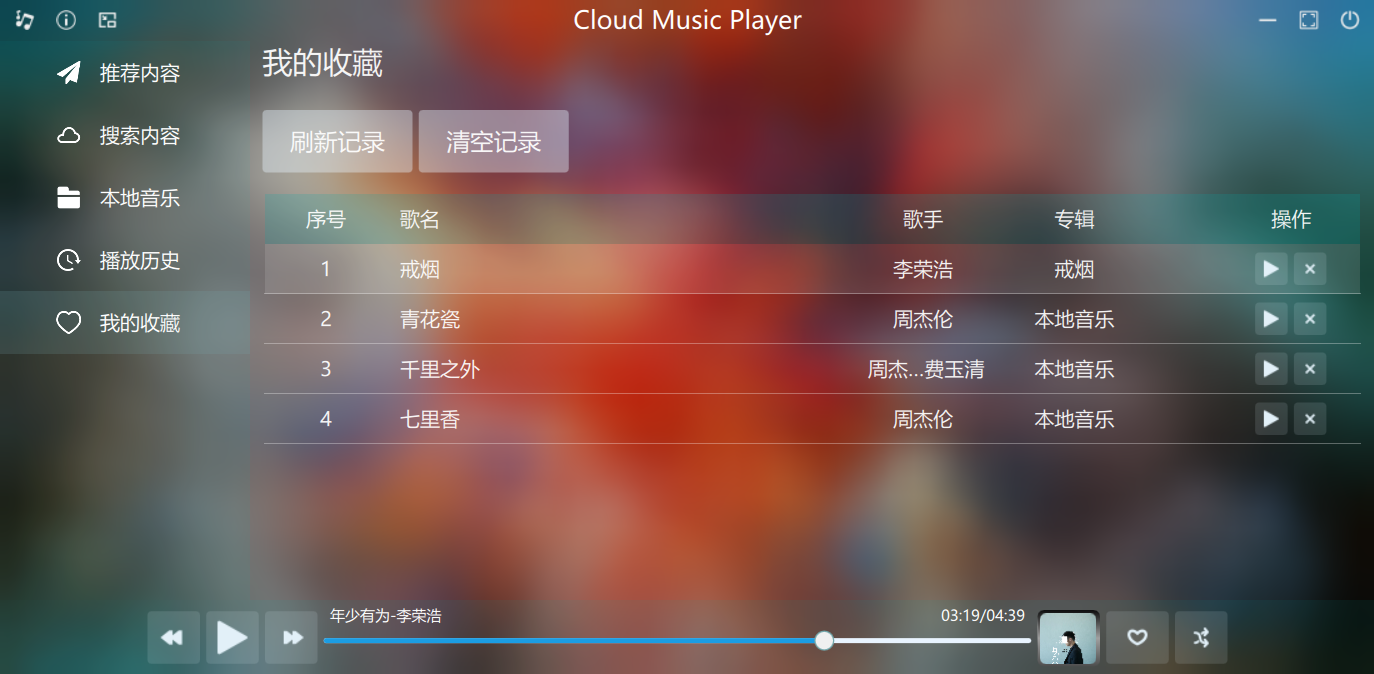 Cloud Music Player
推荐内容
搜索内容
本地音乐
播放历史
我的收藏
我的收藏
刷新记录 清空记录
序号 歌名 歌手 专辑 操作
1 戒烟 李荣浩 戒烟
2 青花瓷 周杰伦 本地音乐
3 千里之外 周杰...费玉清 本地音乐
4 七里香 周杰伦 本地音乐
年少有为-李荣浩 03:19/04:39